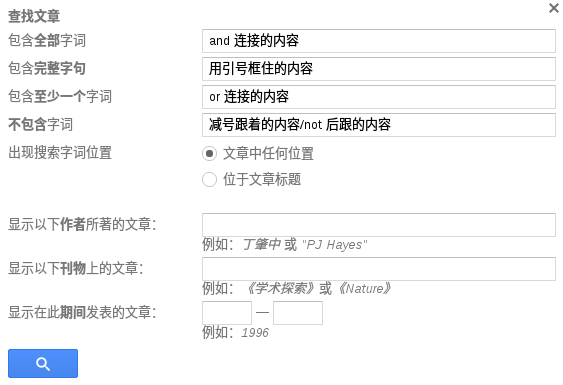 查找文章
包含全部字词 and 连接的内容
包含完整字句 用引号框住的内容
包含至少一个字词 or 连接的内容
不包含字词 减号跟着的内容/not 后跟的内容
出现搜索字词位置 文章中任何位置
位于文章标题
显示以下作者所著的文章：
例如：丁肇中 或 "PJ Hayes"
显示以下刊物上的文章：
例如：《学术探索》或《Nature》
显示在此期间发表的文章： —
例如：1996